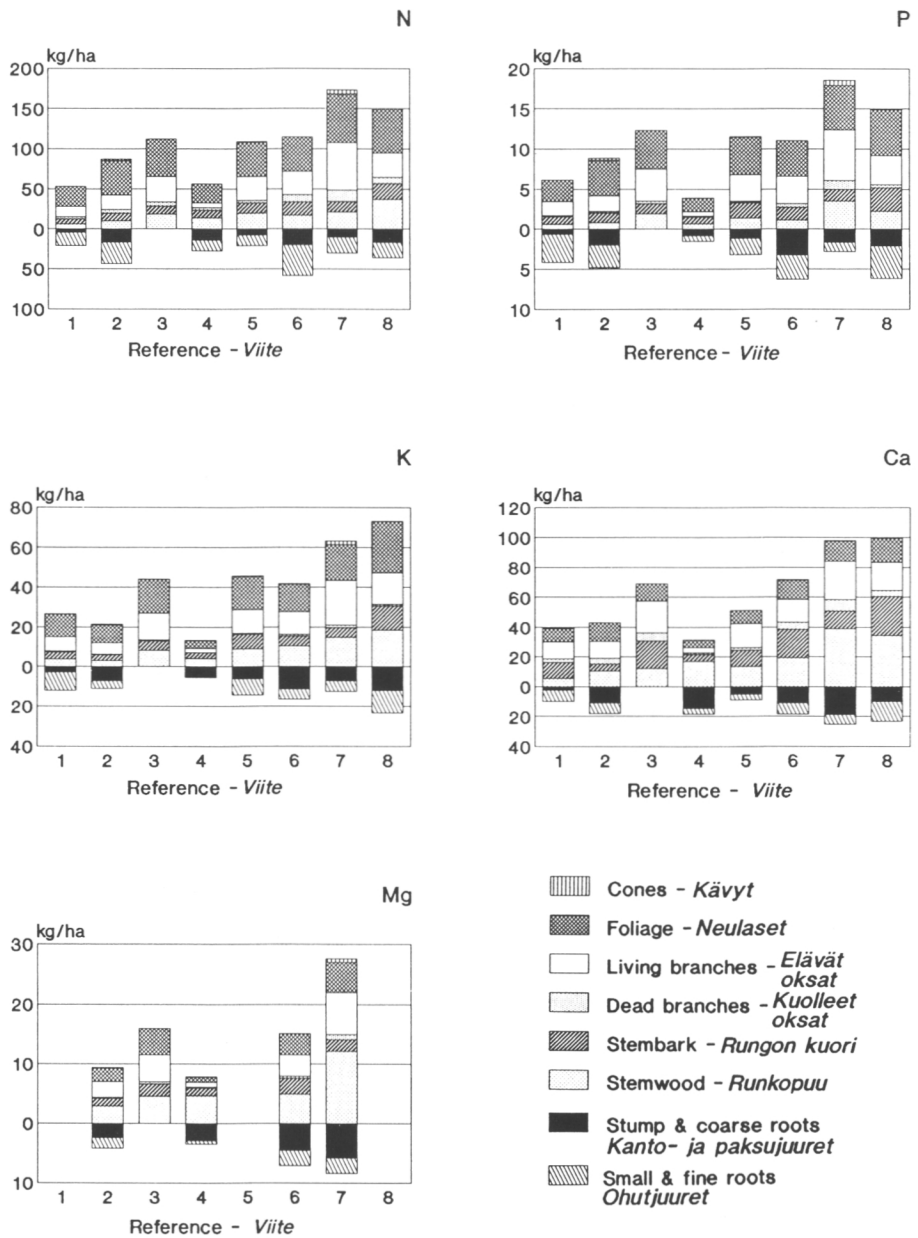 N
kg/ha
200
150
100
50
0
50
100
1 2 3 4 5 6 7 8
Reference - Viite
P
kg/ha
20
15
10
5
0
5
10
1 2 3 4 5 6 7 8
Reference - Viite
K
kg/ha
80
60
40
20
0
20
40
1 2 3 4 5 6 7 8
Reference - Viite
Ca
kg/ha
120
100
80
60
40
20
0
20
40
1 2 3 4 5 6 7 8
Reference - Viite
Mg
kg/ha
30
20
10
0
10
1 2 3 4 5 6 7 8
Reference - Viite
Cones - Kävyt
Foliage - Neulaset
Living branches - Elävät
oksat
Dead branches - Kuolleet
oksat
Stembark - Rungon kuori
Stemwood - Runkopuu
Stump & coarse roots
Kanto- ja paksujuuret
Small & fine roots
Ohutjuuret